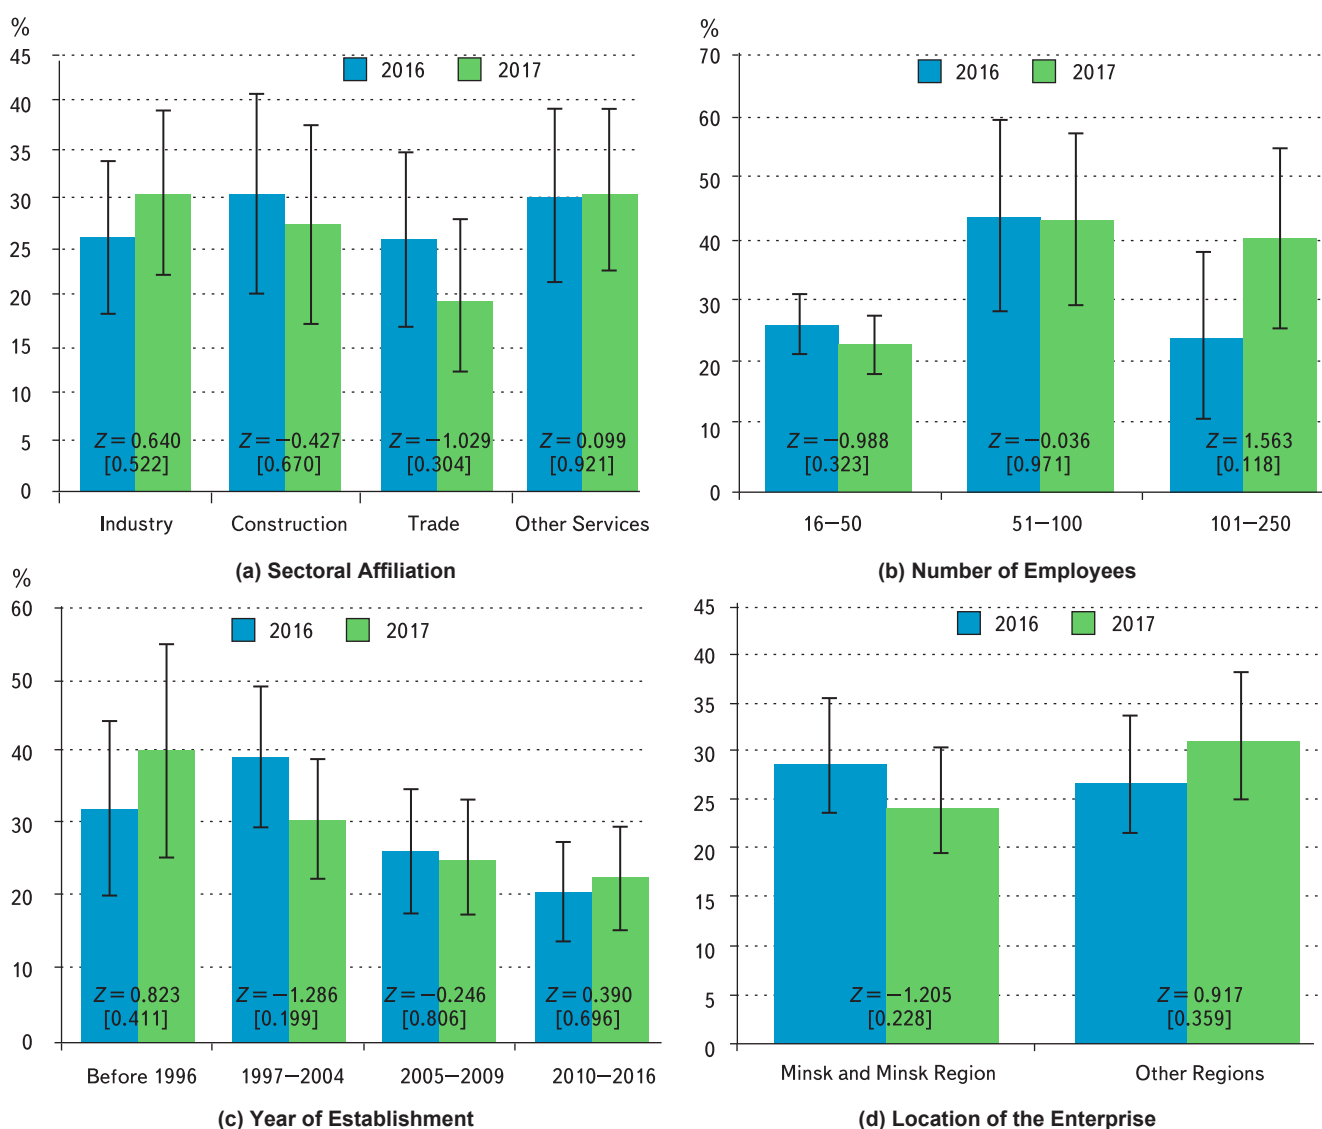 %
45
40
35
30
25
20
15
10
5
0
2016 2017
Z = 0.640
[0.522]
Z = −0.427
[0.670]
Z = −1.029
[0.304]
Z = 0.099
[0.921]
Industry Construction Trade Other Services
(a) Sectoral Affiliation
%
70
60
50
40
30
20
10
0
2016 2017
Z = −0.988
[0.323]
Z = −0.036
[0.971]
Z = 1.563
[0.118]
16−50 51−100 101−250
(b) Number of Employees
%
60
50
40
30
20
10
0
2016 2017
Z = 0.823
[0.411]
Z = −1.286
[0.199]
Z = −0.246
[0.806]
Z = 0.390
[0.696]
Before 1996 1997−2004 2005−2009 2010−2016
(c) Year of Establishment
45
40
35
30
25
20
15
10
5
0
2016 2017
Z = −1.205
[0.228]
Z = 0.917
[0.359]
Minsk and Minsk Region Other Regions
(d) Location of the Enterprise